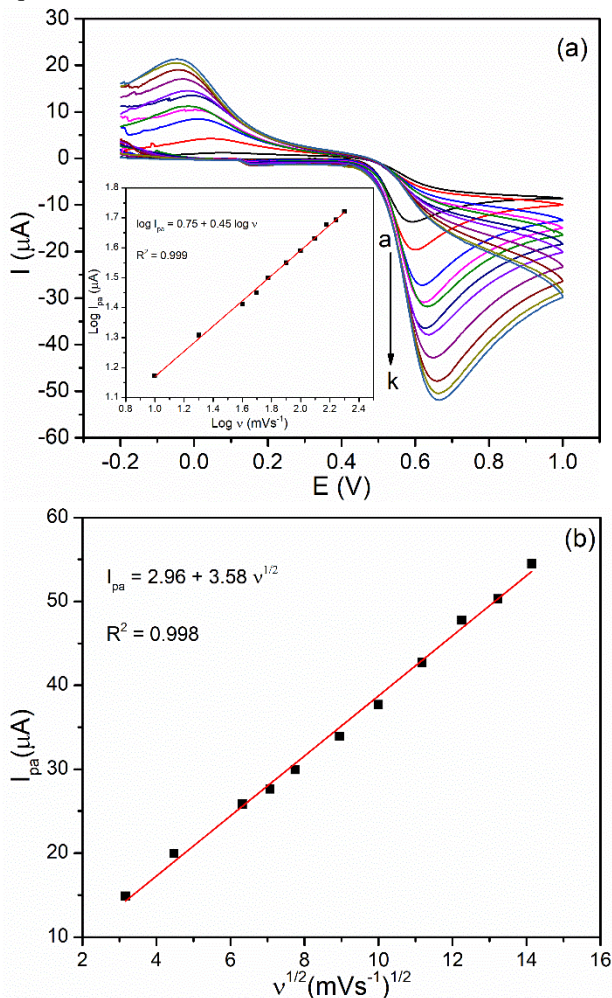 (a)
30
20
10
0
-10
-20
-30
-40
-50
-60
I (μA)
-0.2 0.0 0.2 0.4 0.6 0.8 1.0
E (V)
a
k
log I_pa = 0.75 + 0.45 log ν
R² = 0.999
1.8
1.7
1.6
1.5
1.4
1.3
1.2
1.1
Log I_pa (μA)
0.8 1.0 1.2 1.4 1.6 1.8 2.0 2.2 2.4
Log ν (mVs⁻¹)
(b)
I_pa = 2.96 + 3.58 ν^1/2
R² = 0.998
60
50
40
30
20
10
I_pa(μA)
2 4 6 8 10 12 14 16
ν^1/2(mVs⁻¹)^1/2